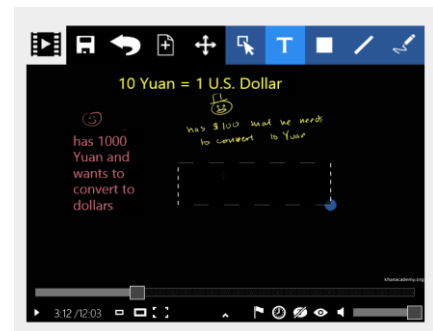 T
10 Yuan = 1 U.S. Dollar
has $100 that he needs
to convert to Yuan
has 1000
Yuan and
wants to
convert to
dollars
khanacademy.org
3:12 /12:03